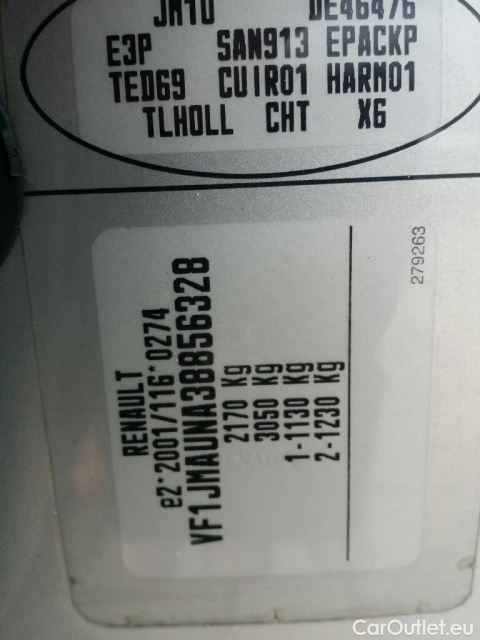 JM1U DE46476
E3P SAN913 EPACKP
TED69 CUIR01 HARM01
TLHOLL CHT X6
279263
RENAULT
e2*2001/116*0274
VF1JMAUNA38856328
2170 Kg
3050 Kg
1-1130 Kg
2-1230 Kg
CarOutlet.eu